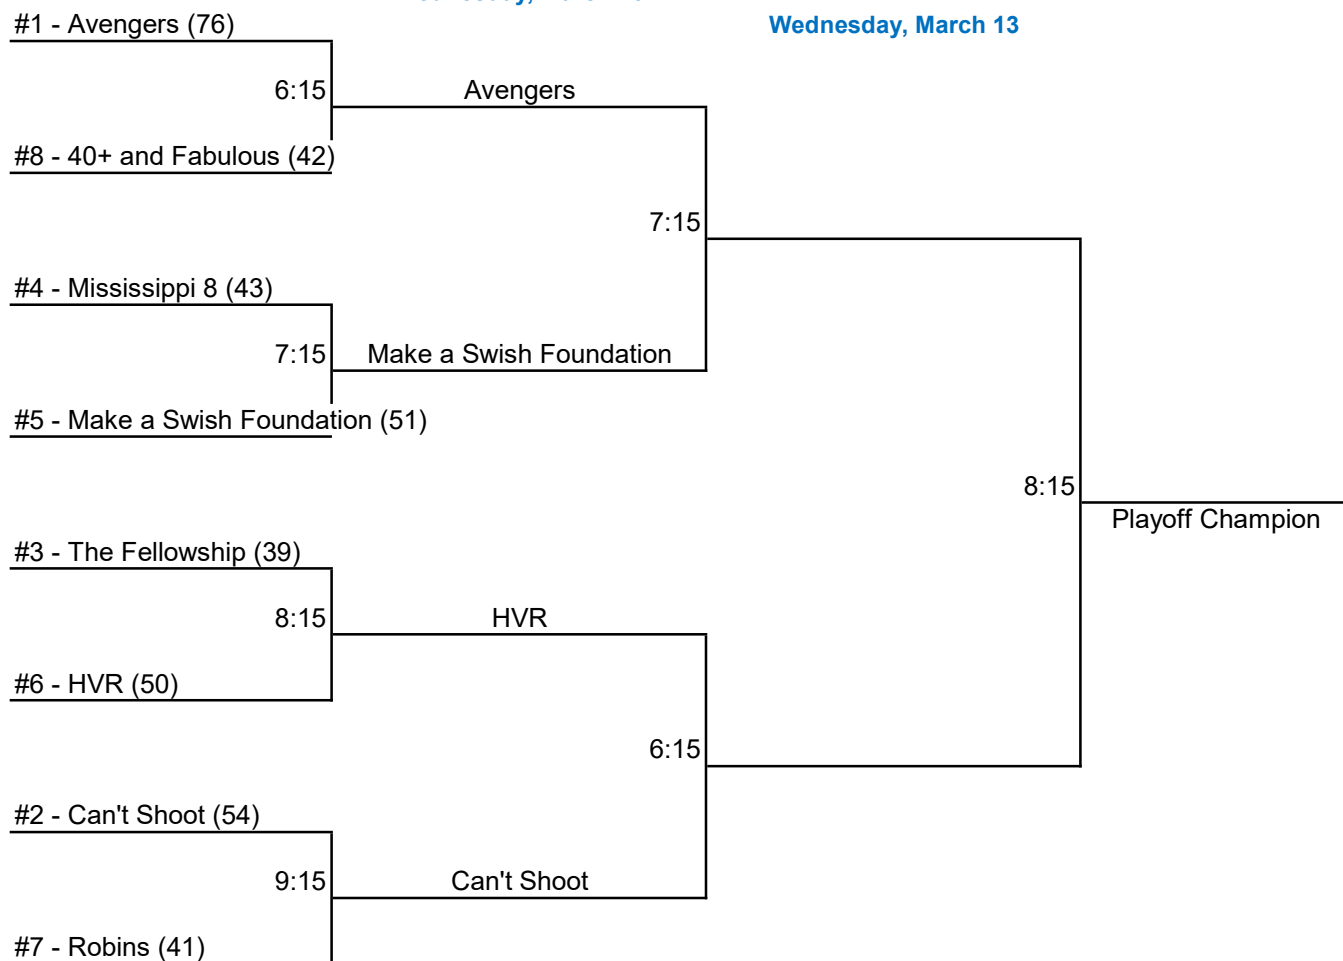 Wednesday, March 13
#1 - Avengers (76)
6:15
Avengers
#8 - 40+ and Fabulous (42)
7:15
#4 - Mississippi 8 (43)
7:15
Make a Swish Foundation
#5 - Make a Swish Foundation (51)
8:15
Playoff Champion
#3 - The Fellowship (39)
8:15
HVR
#6 - HVR (50)
6:15
#2 - Can't Shoot (54)
9:15
Can't Shoot
#7 - Robins (41)